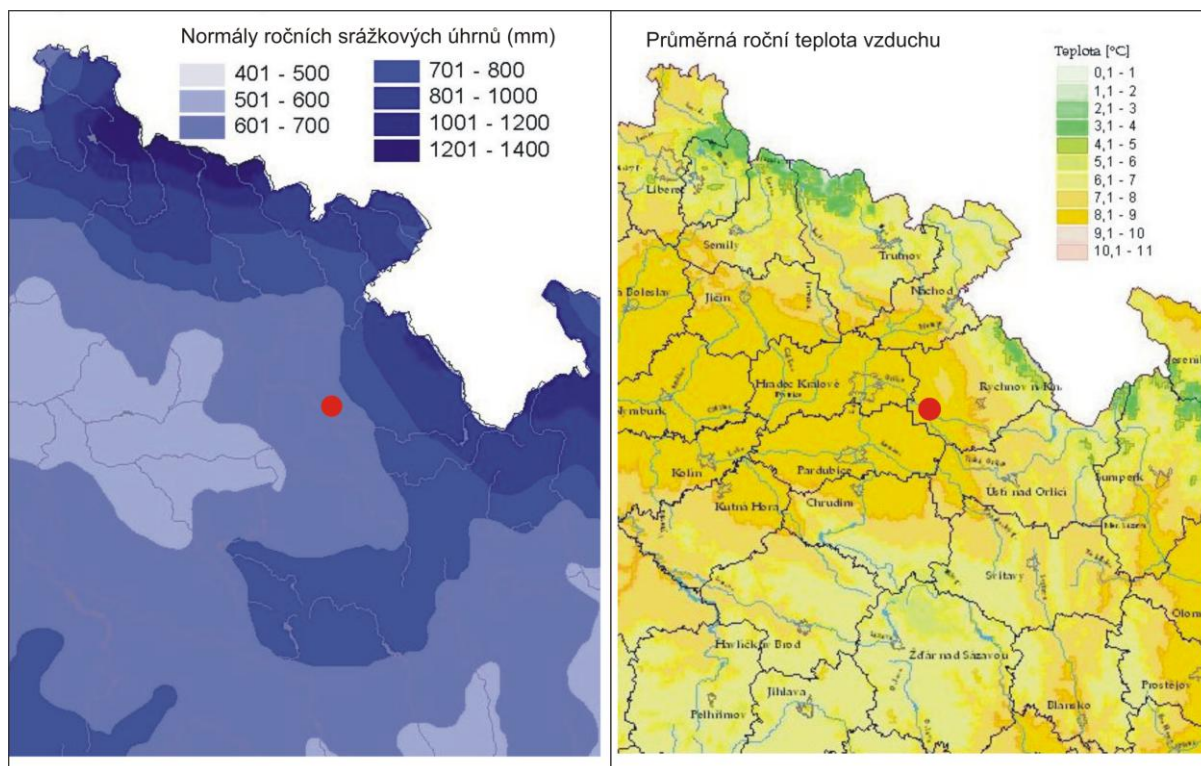 Normály ročních srážkových úhrnů (mm)
401 - 500
501 - 600
601 - 700
701 - 800
801 - 1000
1001 - 1200
1201 - 1400
Průměrná roční teplota vzduchu
Teplota [°C]
0,1 - 1
1,1 - 2
2,1 - 3
3,1 - 4
4,1 - 5
5,1 - 6
6,1 - 7
7,1 - 8
8,1 - 9
9,1 - 10
10,1 - 11
Liberec
Semily
Trutnov
Boleslav
Jičín
Náchod
Hradec Králové
Rychnov n. Kn.
Nymburk
Kolín
Pardubice
Ústí nad Orlicí
Šumperk
Kutná Hora
Chrudim
Svitavy
Olom
Havlíčkův Brod
Žďár nad Sázavou
Prostějov
Jihlava
Pelhřimov
Blansko